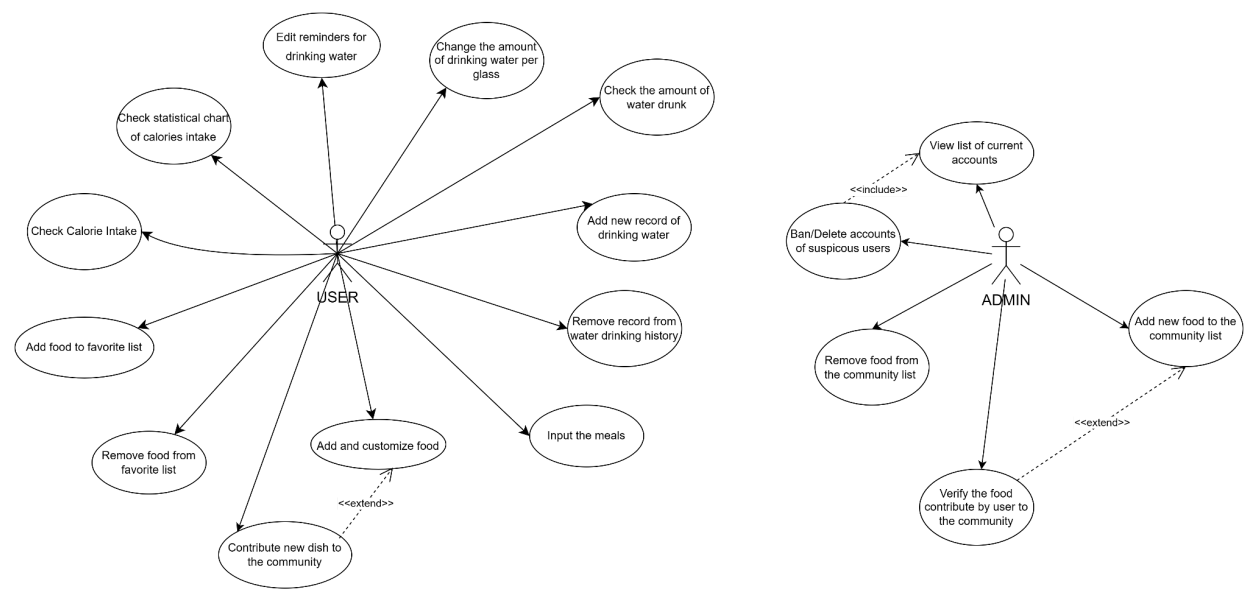 Edit reminders for
drinking water
Change the amount
of drinking water per
glass
Check the amount of
water drunk
Check statistical chart
of calories intake
Add new record of
drinking water
Check Calorie Intake
USER
Remove record from
water drinking history
Add food to favorite list
Input the meals
Add and customize food
Remove food from
favorite list
<<extend>>
Contribute new dish to
the community
View list of current
accounts
<<include>>
Ban/Delete accounts
of suspicous users
ADMIN
Add new food to the
community list
Remove food from
the community list
<<extend>>
Verify the food
contribute by user to
the community